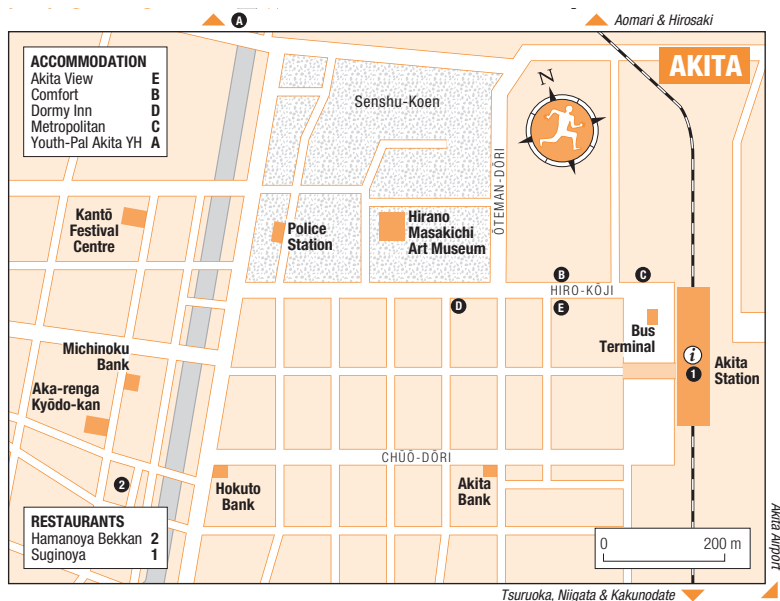 A
Aomari & Hirosaki
AKITA
ACCOMMODATION
Akita View E
Comfort B
Dormy Inn D
Metropolitan C
Youth-Pal Akita YH A
N
Senshu-Koen
ŌTEMAN-DŌRI
Kantō
Festival
Centre
Police
Station
Hirano
Masakichi
Art Museum
B
C
HIRO-KŌJI
D
E
Bus
Terminal
i
1
Akita
Station
Michinoku
Bank
Aka-renga
Kyōdo-kan
CHŪŌ-DŌRI
2
Hokuto
Bank
Akita
Bank
RESTAURANTS
Hamanoya Bekkan 2
Suginoya 1
0 200 m
Akita Airport
Tsuruoka, Niigata & Kakunodate